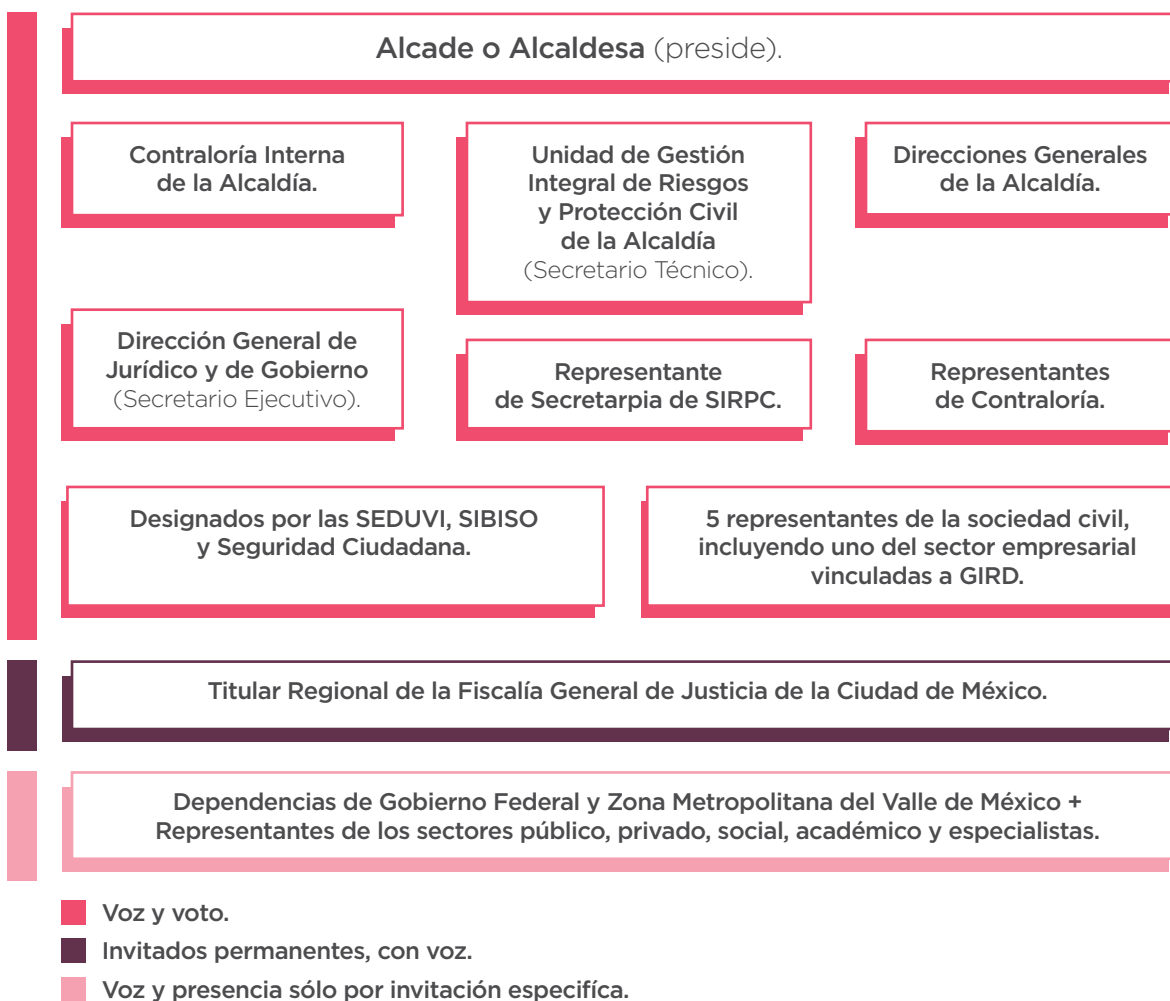 Alcade o Alcaldesa (preside).
Contraloría Interna
de la Alcaldía.
Unidad de Gestión
Integral de Riesgos
y Protección Civil
de la Alcaldía
(Secretario Técnico).
Direcciones Generales
de la Alcaldía.
Dirección General de
Jurídico y de Gobierno
(Secretario Ejecutivo).
Representante
de Secretarpia de SIRPC.
Representantes
de Contraloría.
Designados por las SEDUVI, SIBISO
y Seguridad Ciudadana.
5 representantes de la sociedad civil,
incluyendo uno del sector empresarial
vinculadas a GIRD.
Titular Regional de la Fiscalía General de Justicia de la Ciudad de México.
Dependencias de Gobierno Federal y Zona Metropolitana del Valle de México +
Representantes de los sectores público, privado, social, académico y especialistas.
Voz y voto.
Invitados permanentes, con voz.
Voz y presencia sólo por invitación especifíca.